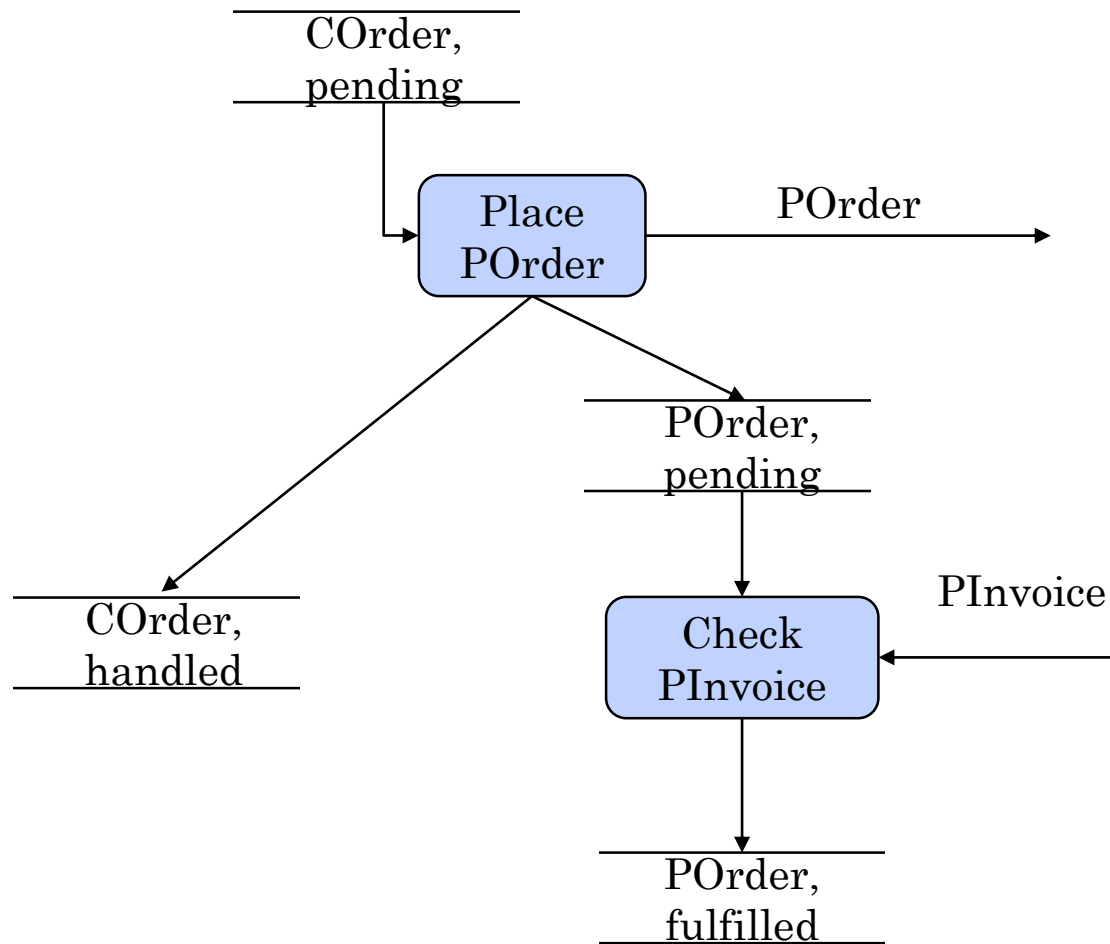 COrder,
pending
Place
POrder
POrder
POrder,
pending
COrder,
handled
PInvoice
Check
PInvoice
POrder,
fulfilled